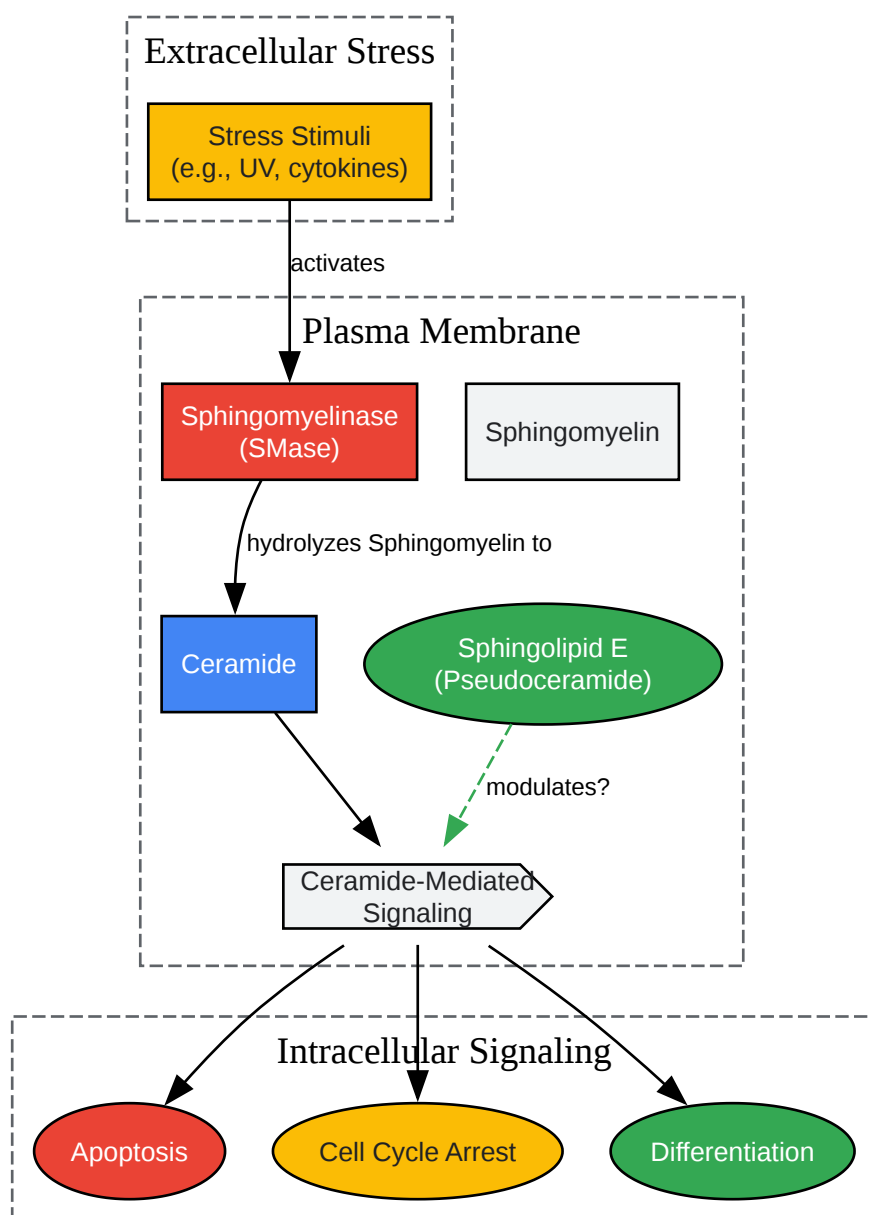 Extracellular Stress
Stress Stimuli
(e.g., UV, cytokines)
activates
Plasma Membrane
Sphingomyelinase
(SMase)
Sphingomyelin
hydrolyzes Sphingomyelin to
Ceramide
Sphingolipid E
(Pseudoceramide)
modulates?
Ceramide-Mediated
Signaling
Intracellular Signaling
Apoptosis
Cell Cycle Arrest
Differentiation